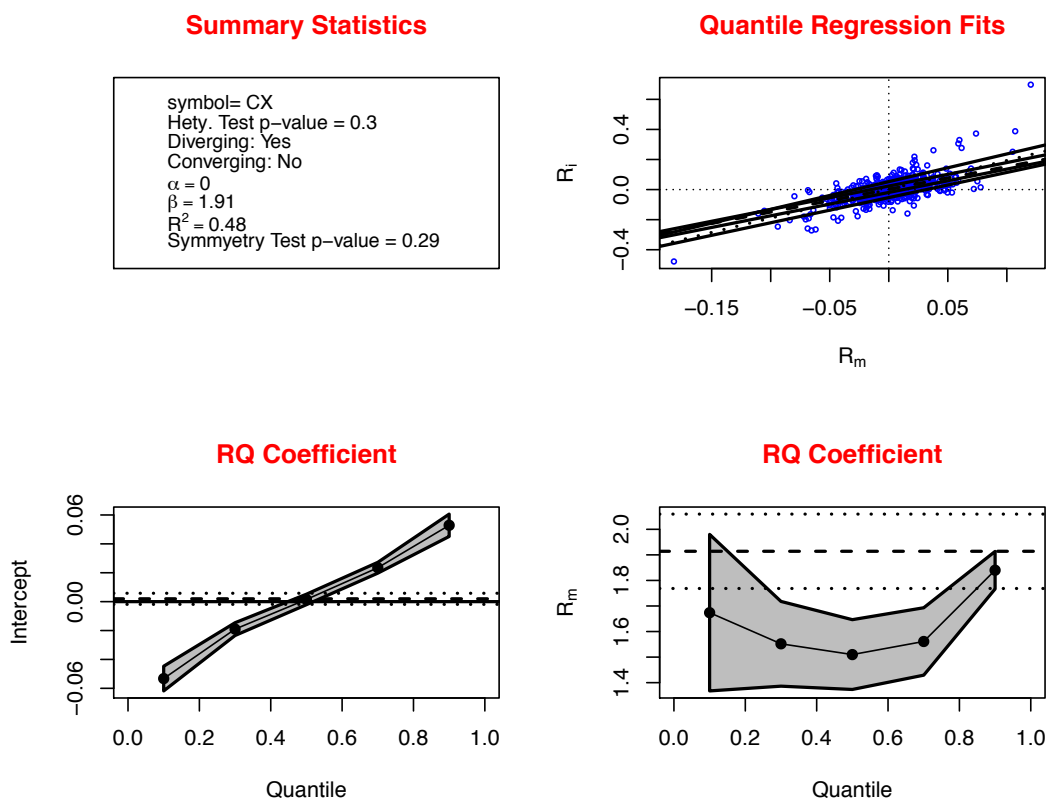 Summary Statistics
symbol= CX
Hety. Test p−value = 0.3
Diverging: Yes
Converging: No
α = 0
β = 1.91
R² = 0.48
Symmyetry Test p−value = 0.29
Quantile Regression Fits
R_i
0.4
0.0
−0.4
−0.15 −0.05 0.05
R_m
RQ Coefficient
Intercept
0.06
0.00
−0.06
0.0 0.2 0.4 0.6 0.8 1.0
Quantile
RQ Coefficient
R_m
2.0
1.8
1.6
1.4
0.0 0.2 0.4 0.6 0.8 1.0
Quantile